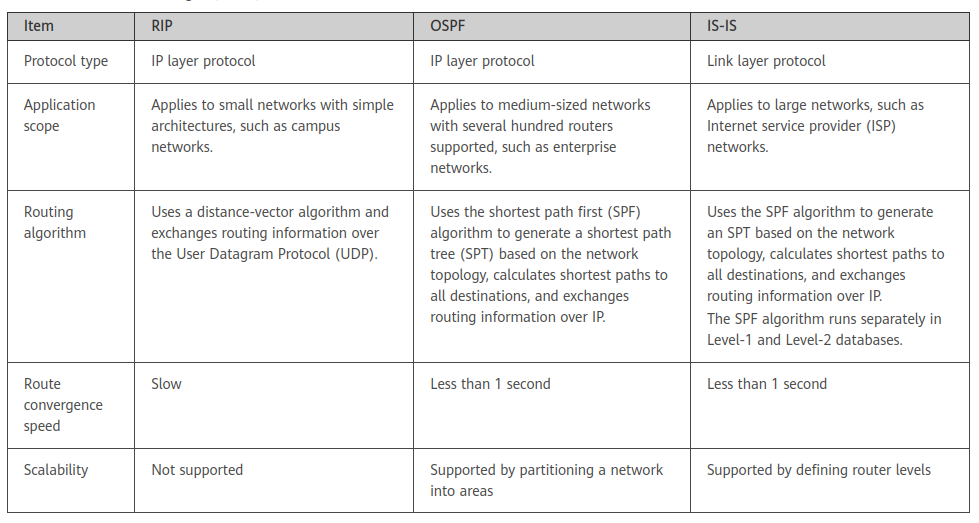 Item RIP OSPF IS-IS
Protocol type IP layer protocol IP layer protocol Link layer protocol
Application
scope
Applies to small networks with simple
architectures, such as campus
networks.
Applies to medium-sized networks
with several hundred routers
supported, such as enterprise
networks.
Applies to large networks, such as
Internet service provider (ISP)
networks.
Routing
algorithm
Uses a distance-vector algorithm and
exchanges routing information over
the User Datagram Protocol (UDP).
Uses the shortest path first (SPF)
algorithm to generate a shortest path
tree (SPT) based on the network
topology, calculates shortest paths to
all destinations, and exchanges
routing information over IP.
Uses the SPF algorithm to generate
an SPT based on the network
topology, calculates shortest paths to
all destinations, and exchanges
routing information over IP.
The SPF algorithm runs separately in
Level-1 and Level-2 databases.
Route
convergence
speed
Slow
Less than 1 second
Less than 1 second
Scalability
Not supported
Supported by partitioning a network
into areas
Supported by defining router levels